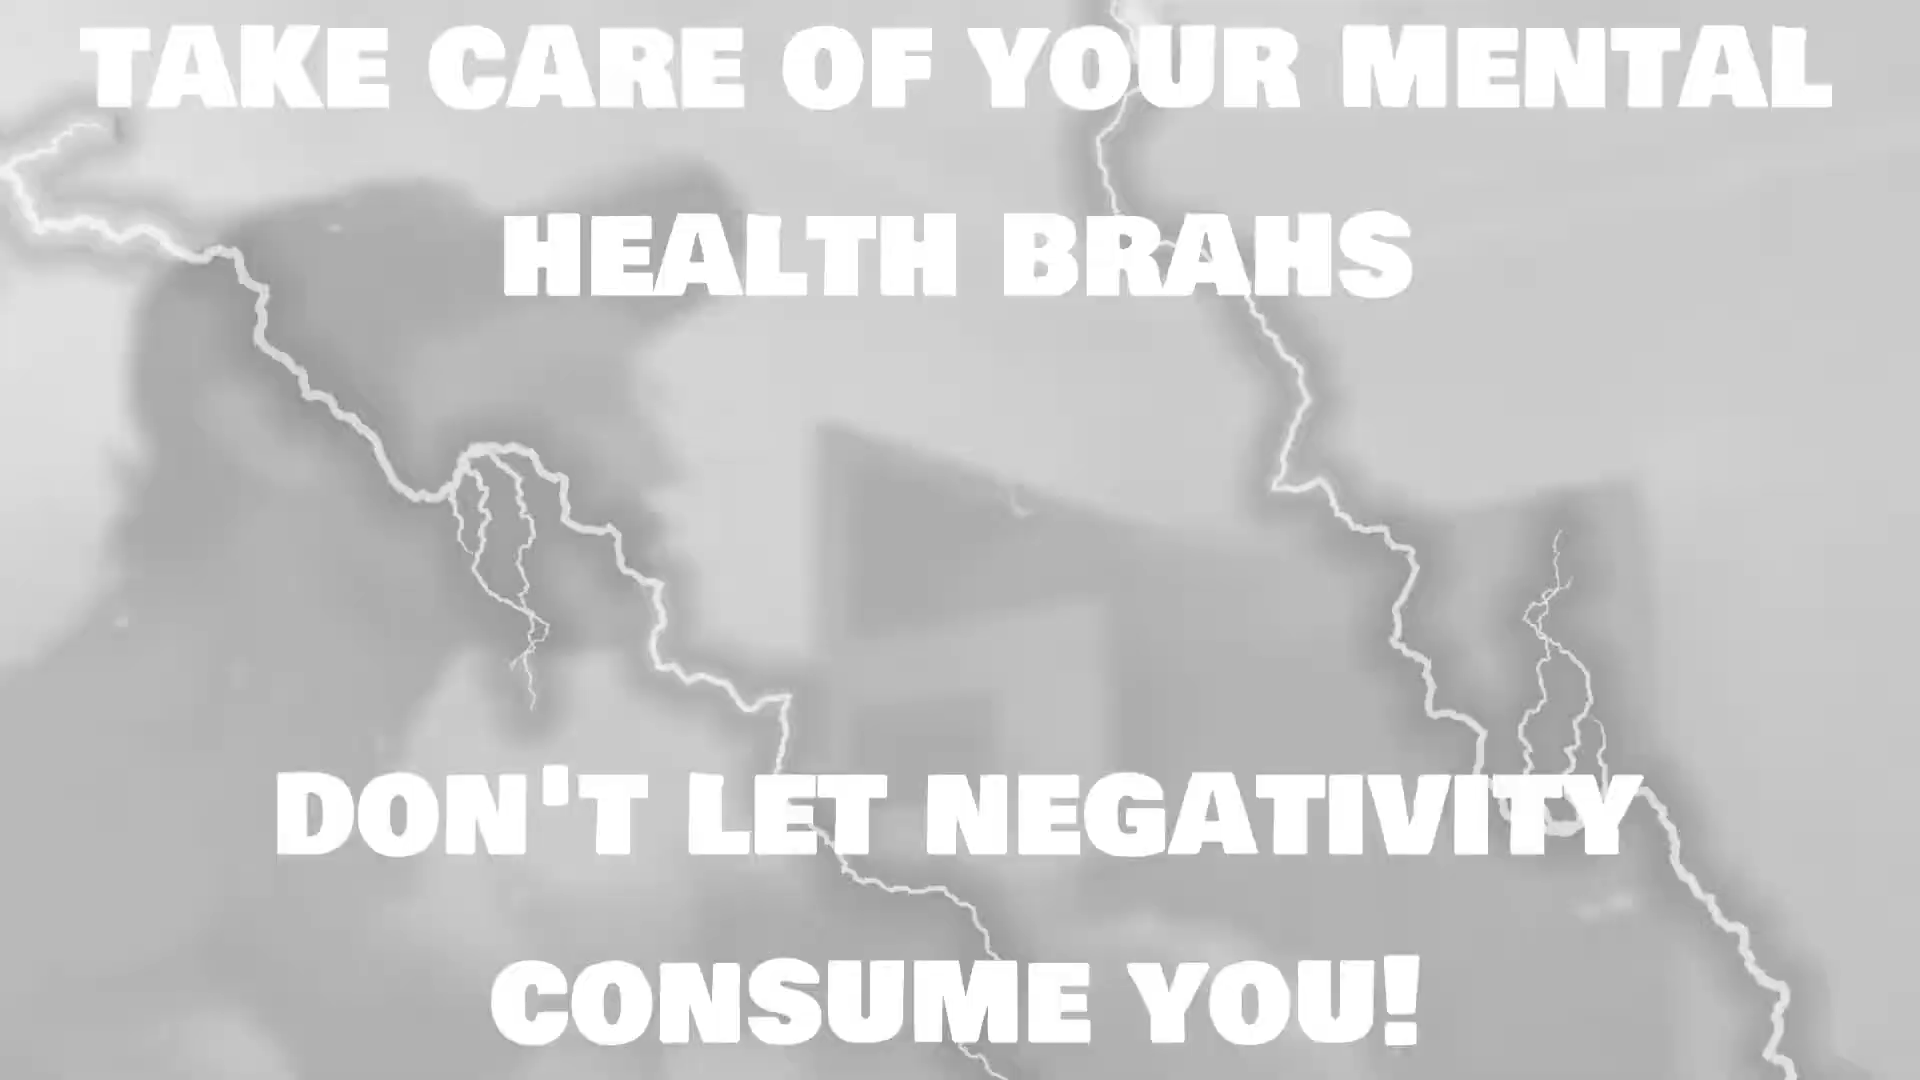 TAKE CARE OF YOUR MENTAL
HEALTH BRAHS
DON'T LET NEGATIVITY
CONSUME YOU!